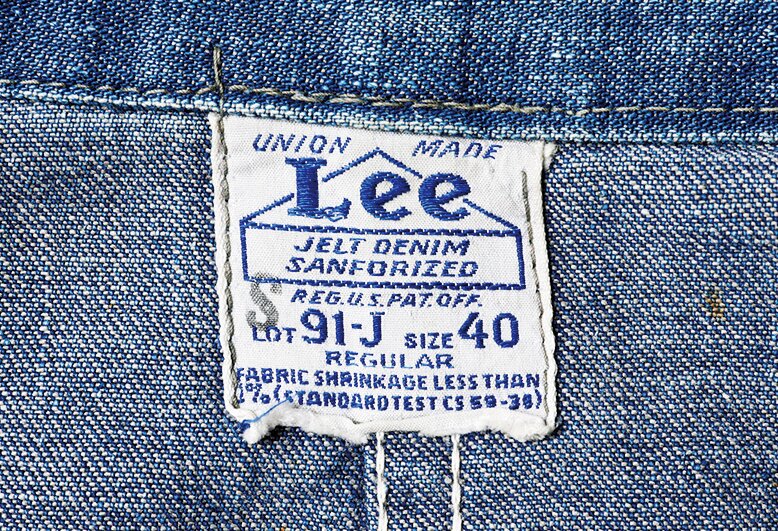 UNION MADE
Lee
JELT DENIM
SANFORIZED
REG.U.S.PAT.OFF.
S
LOT 91-J SIZE 40
REGULAR
FABRIC SHRINKAGE LESS THAN
1% (STANDARD TEST CS 59-36)